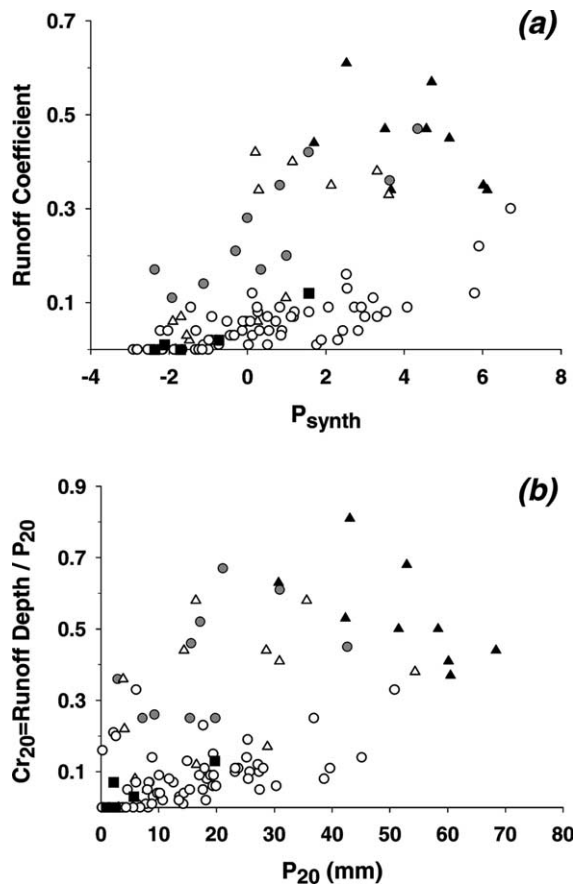 (a)
0.7
0.5
0.3
0.1
Runoff Coefficient
-4 -2 0 2 4 6 8
Psynth
(b)
0.9
0.7
0.5
0.3
0.1
Cr20=Runoff Depth / P20
0 10 20 30 40 50 60 70 80
P20 (mm)